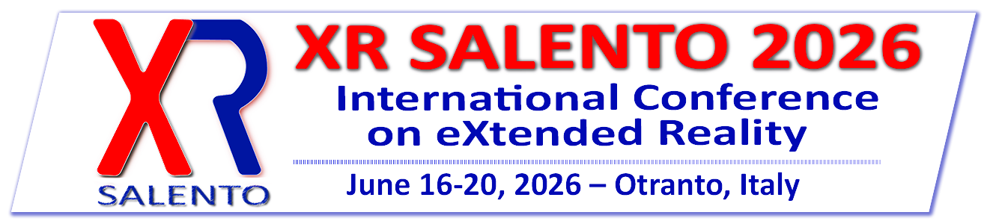 XR
SALENTO
XR SALENTO 2026
International Conference
on eXtended Reality
June 16-20, 2026 – Otranto, Italy